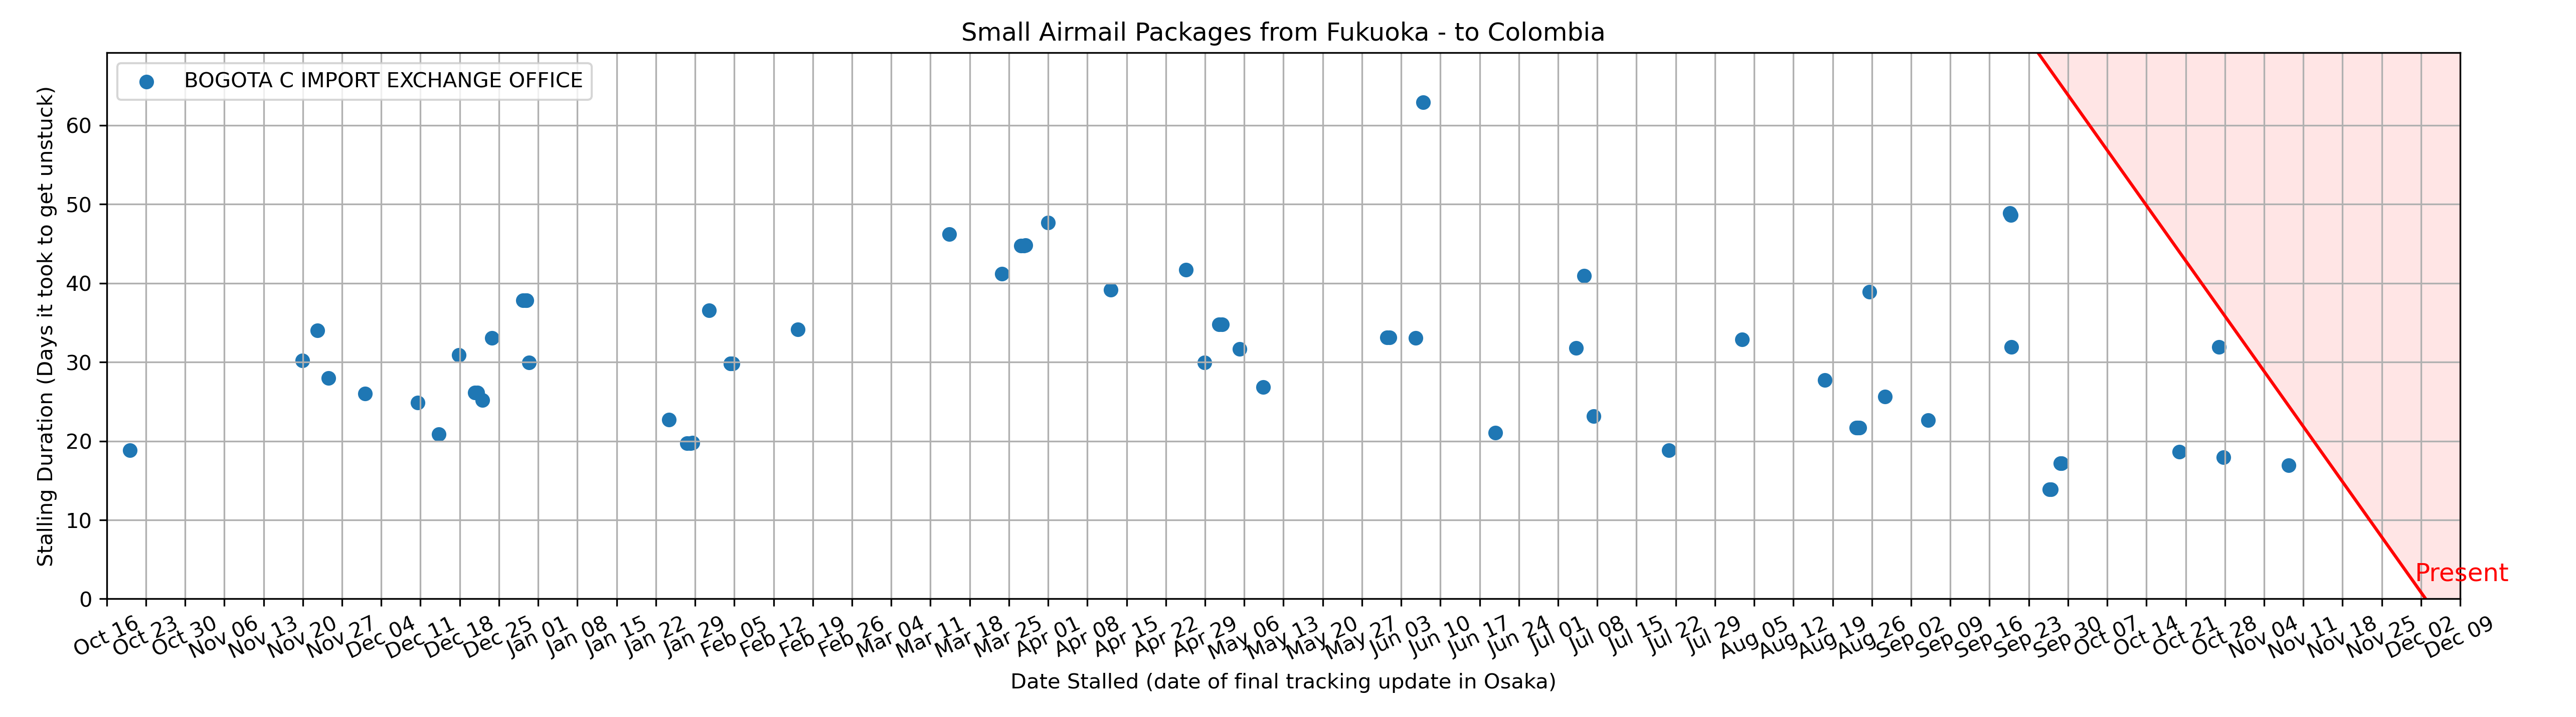 Small Airmail Packages from Fukuoka - to Colombia
BOGOTA C IMPORT EXCHANGE OFFICE
Stalling Duration (Days it took to get unstuck)
60
50
40
30
20
10
0
Present
Oct 16
Oct 23
Oct 30
Nov 06
Nov 13
Nov 20
Nov 27
Dec 04
Dec 11
Dec 18
Dec 25
Jan 01
Jan 08
Jan 15
Jan 22
Jan 29
Feb 05
Feb 12
Feb 19
Feb 26
Mar 04
Mar 11
Mar 18
Mar 25
Apr 01
Apr 08
Apr 15
Apr 22
Apr 29
May 06
May 13
May 20
May 27
Jun 03
Jun 10
Jun 17
Jun 24
Jul 01
Jul 08
Jul 15
Jul 22
Jul 29
Aug 05
Aug 12
Aug 19
Aug 26
Sep 02
Sep 09
Sep 16
Sep 23
Sep 30
Oct 07
Oct 14
Oct 21
Oct 28
Nov 04
Nov 11
Nov 18
Nov 25
Dec 02
Dec 09
Date Stalled (date of final tracking update in Osaka)